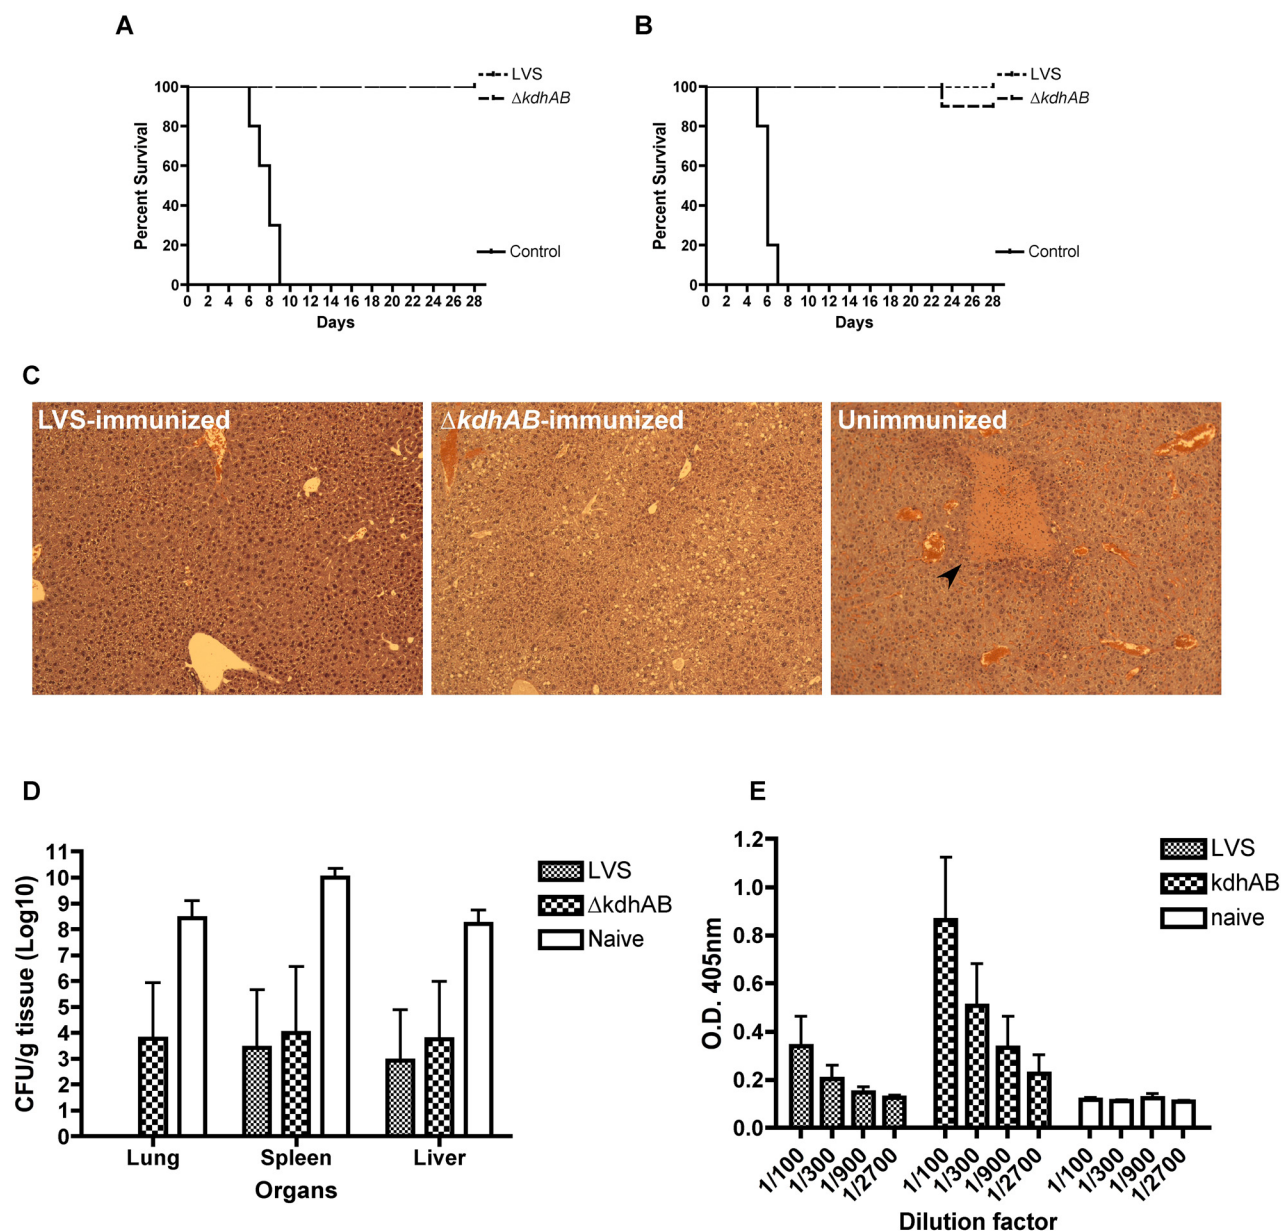 A
B
LVS
ΔkdhAB
Control
Percent Survival
100
80
60
40
20
0
0 2 4 6 8 10 12 14 16 18 20 22 24 26 28
Days
LVS
ΔkdhAB
Control
Percent Survival
100
80
60
40
20
0
0 2 4 6 8 10 12 14 16 18 20 22 24 26 28
Days
C
LVS-immunized
ΔkdhAB-immunized
Unimmunized
D
CFU/g tissue (Log10)
11
10
9
8
7
6
5
4
3
2
1
0
Lung Spleen Liver
Organs
LVS
ΔkdhAB
Naive
E
O.D. 405nm
1.2
1.0
0.8
0.6
0.4
0.2
0.0
1/100 1/300 1/900 1/2700 1/100 1/300 1/900 1/2700 1/100 1/300 1/900 1/2700
Dilution factor
LVS
kdhAB
naive